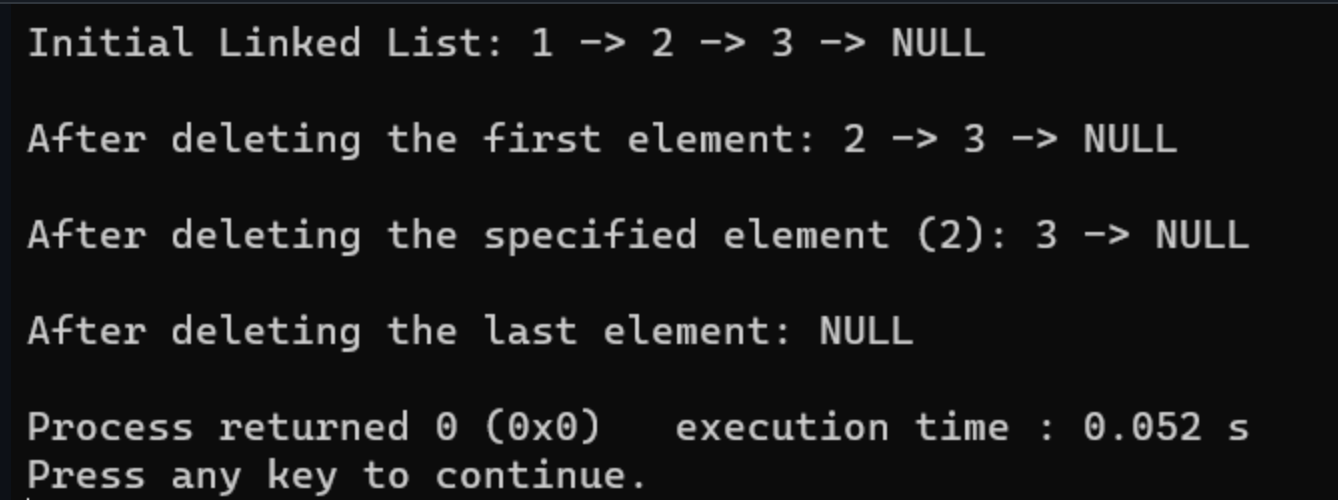 Initial Linked List: 1 -> 2 -> 3 -> NULL
After deleting the first element: 2 -> 3 -> NULL
After deleting the specified element (2): 3 -> NULL
After deleting the last element: NULL
Process returned 0 (0x0)   execution time : 0.052 s
Press any key to continue.